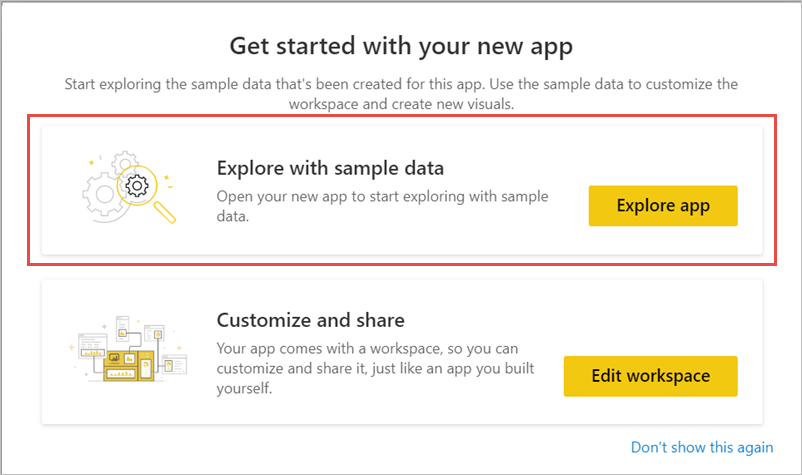 Get started with your new app
Start exploring the sample data that's been created for this app. Use the sample data to customize the
workspace and create new visuals.
Explore with sample data
Open your new app to start exploring with sample
data.
Explore app
Customize and share
Your app comes with a workspace, so you can
customize and share it, just like an app you built
yourself.
Edit workspace
Don't show this again